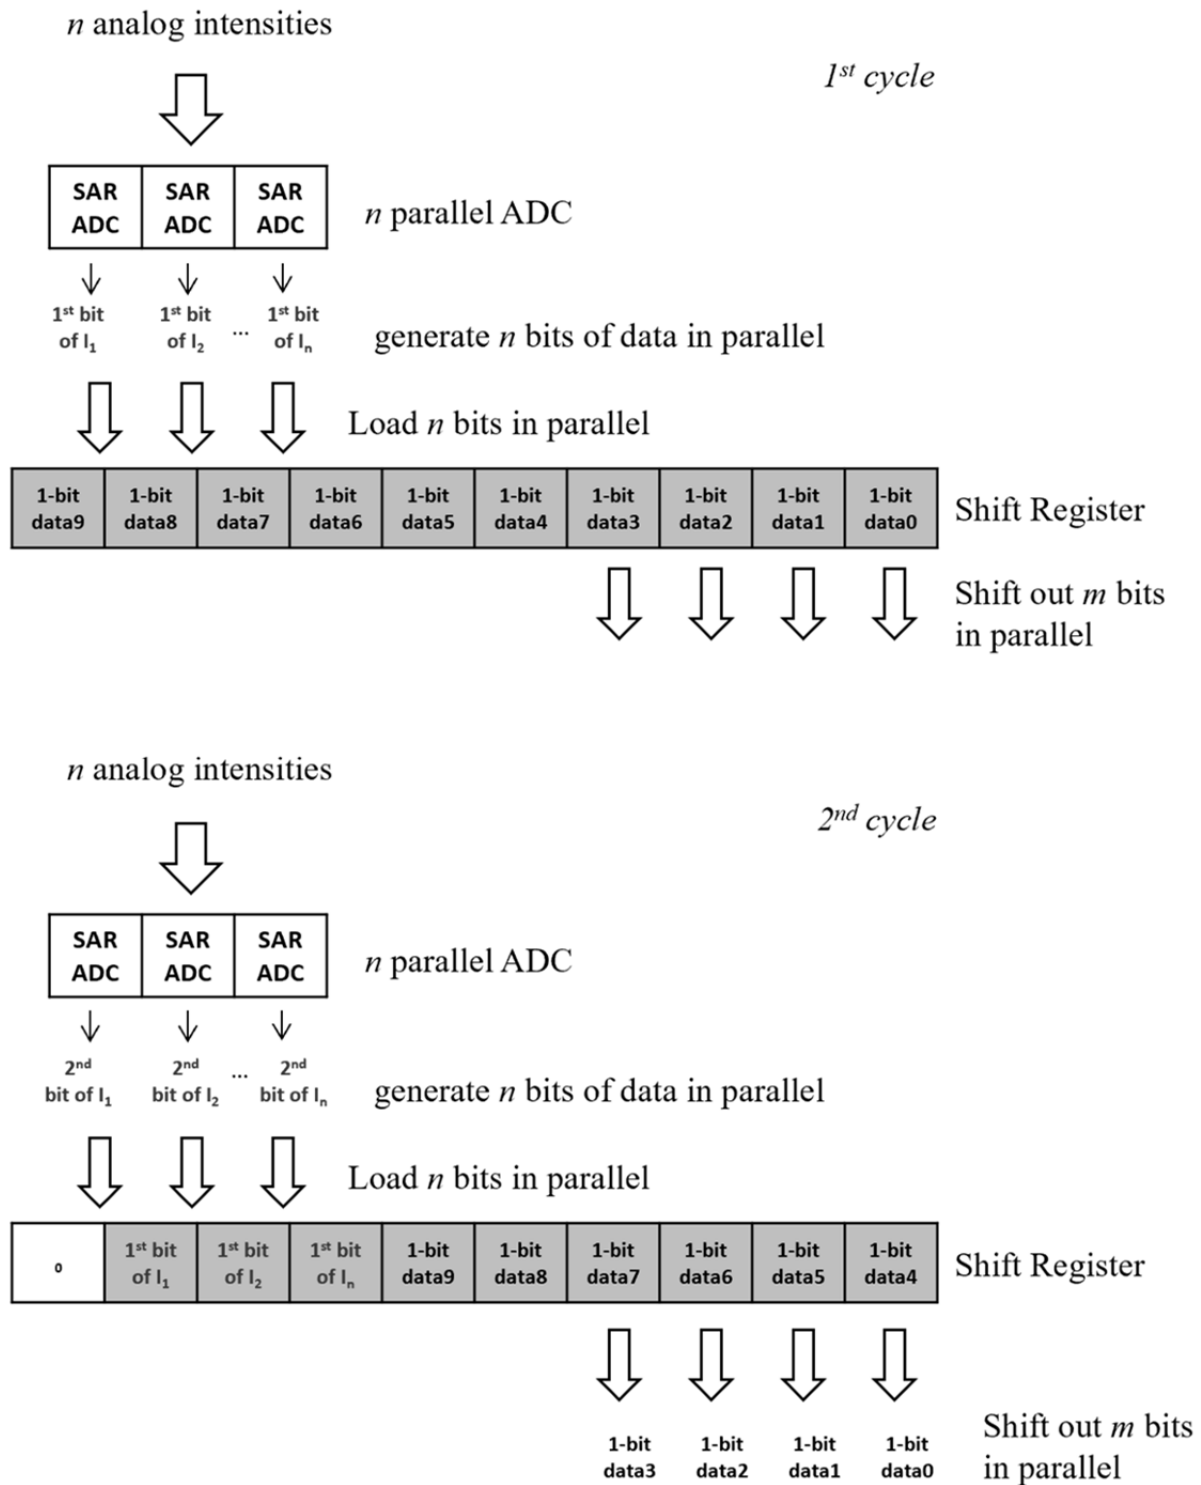 n analog intensities
1st cycle
SAR ADC SAR ADC SAR ADC
n parallel ADC
1st bit of I1 1st bit of I2 ... 1st bit of In
generate n bits of data in parallel
Load n bits in parallel
1-bit data9 1-bit data8 1-bit data7 1-bit data6 1-bit data5 1-bit data4 1-bit data3 1-bit data2 1-bit data1 1-bit data0
Shift Register
Shift out m bits
in parallel
n analog intensities
2nd cycle
SAR ADC SAR ADC SAR ADC
n parallel ADC
2nd bit of I1 2nd bit of I2 ... 2nd bit of In
generate n bits of data in parallel
Load n bits in parallel
0 1st bit of I1 1st bit of I2 1st bit of In 1-bit data9 1-bit data8 1-bit data7 1-bit data6 1-bit data5 1-bit data4
Shift Register
1-bit data3 1-bit data2 1-bit data1 1-bit data0
Shift out m bits
in parallel